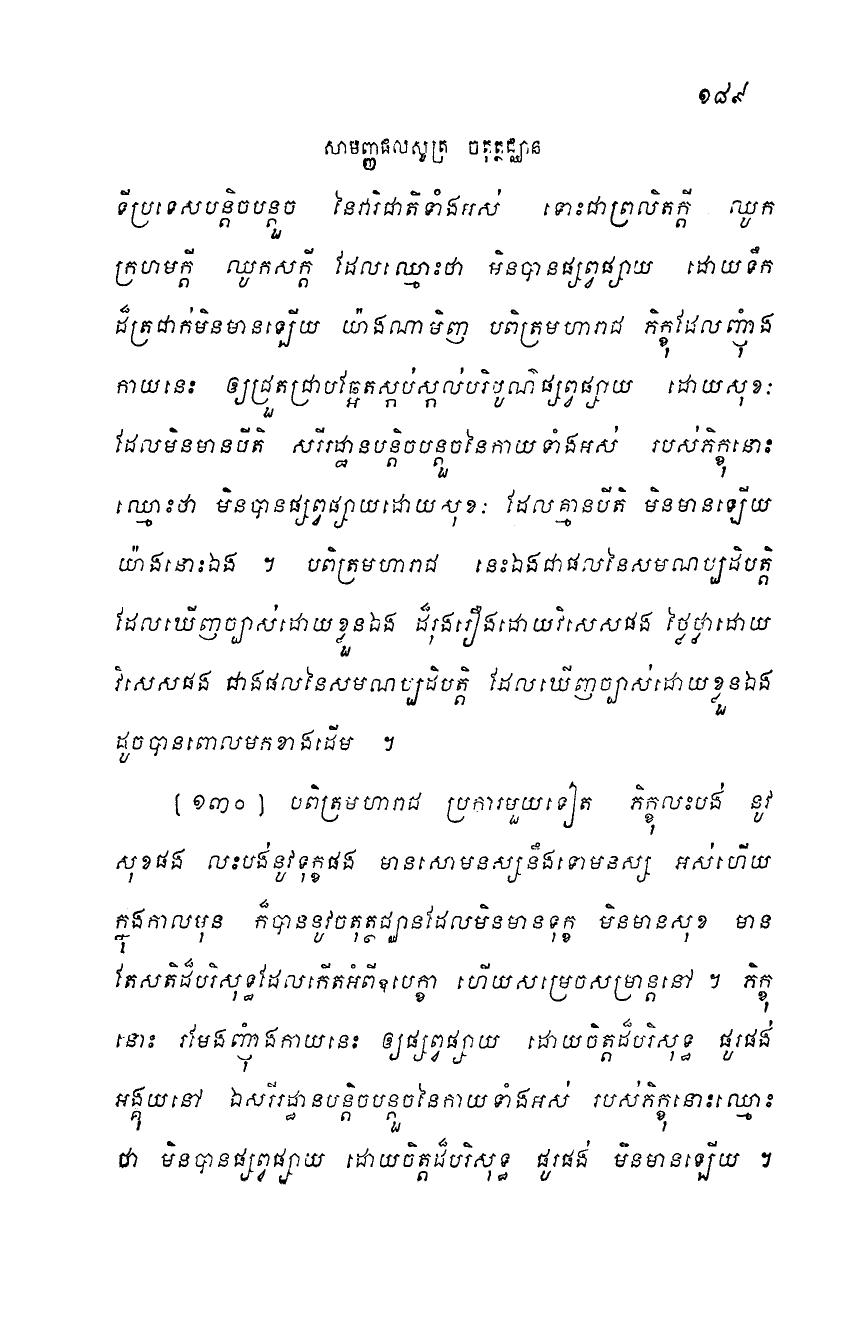 ១៨៩
សាមញ្ញផលសូត្រ ចតុត្ថជ្ឈាន
ទីប្រទេសបន្តិចបន្តួច នៃវារិជាតិទាំងអស់ ទោះជាព្រលិតក្តី ឈូក
ក្រហមក្តី ឈូកសក្តី ដែលឈ្មោះថា មិនបានផ្សព្វផ្សាយ ដោយទឹក
ដ៏ត្រជាក់មិនមានឡើយ យ៉ាងណាមិញ បពិត្រមហារាជ ភិក្ខុដែលញុំាង
កាយនេះ ឲ្យជ្រួតជ្រាបឆ្អែតស្កប់ស្កល់បរិបូណ៌ផ្សព្វផ្សាយ ដោយសុខៈ
ដែលមិនមានបីតិ សរីរដ្ឋានបន្តិចបន្តួចនៃកាយទាំងអស់ របស់ភិក្ខុនោះ
ឈ្មោះថា មិនបានផ្សព្វផ្សាយដោយសុខៈ ដែលគ្មានបីតិ មិនមានឡើយ
យ៉ាងនោះឯង ។ បពិត្រមហារាជ នេះឯងជាផលនៃសមណប្បដិបត្តិ
ដែលឃើញច្បាស់ដោយខ្លួនឯង ដ៏រុងរឿងដោយវិសេសផង ថ្លៃថ្លាដោយ
វិសេសផង ជាងផលនៃសមណប្បដិបត្តិ ដែលឃើញច្បាស់ដោយខ្លួនឯង
ដូចបានពោលមកខាងដើម ។
[ ១៣០ ] បពិត្រមហារាជ ប្រការមួយទៀត ភិក្ខុលះបង់ នូវ
សុខផង លះបង់នូវទុក្ខផង មានសោមនស្សនឹងទោមនស្ស អស់ហើយ
ក្នុងកាលមុន ក៏បាននូវចតុត្ថជ្ឈានដែលមិនមានទុក្ខ មិនមានសុខ មាន
តែសតិដ៏បរិសុទ្ធដែលកើតអំពីឧបេក្ខា ហើយសម្រេចសម្រាន្តនៅ ។ ភិក្ខុ
នោះ រមែងញុំាងកាយនេះ ឲ្យផ្សព្វផ្សាយ ដោយចិត្តដ៏បរិសុទ្ធ ផូរផង់
អង្គុយនៅ ឯសរីរដ្ឋានបន្តិចបន្តួចនៃកាយទាំងអស់ របស់ភិក្ខុនោះឈ្មោះ
ថា មិនបានផ្សព្វផ្សាយ ដោយចិត្តដ៏បរិសុទ្ធ ផូរផង់ មិនមានឡើយ ។